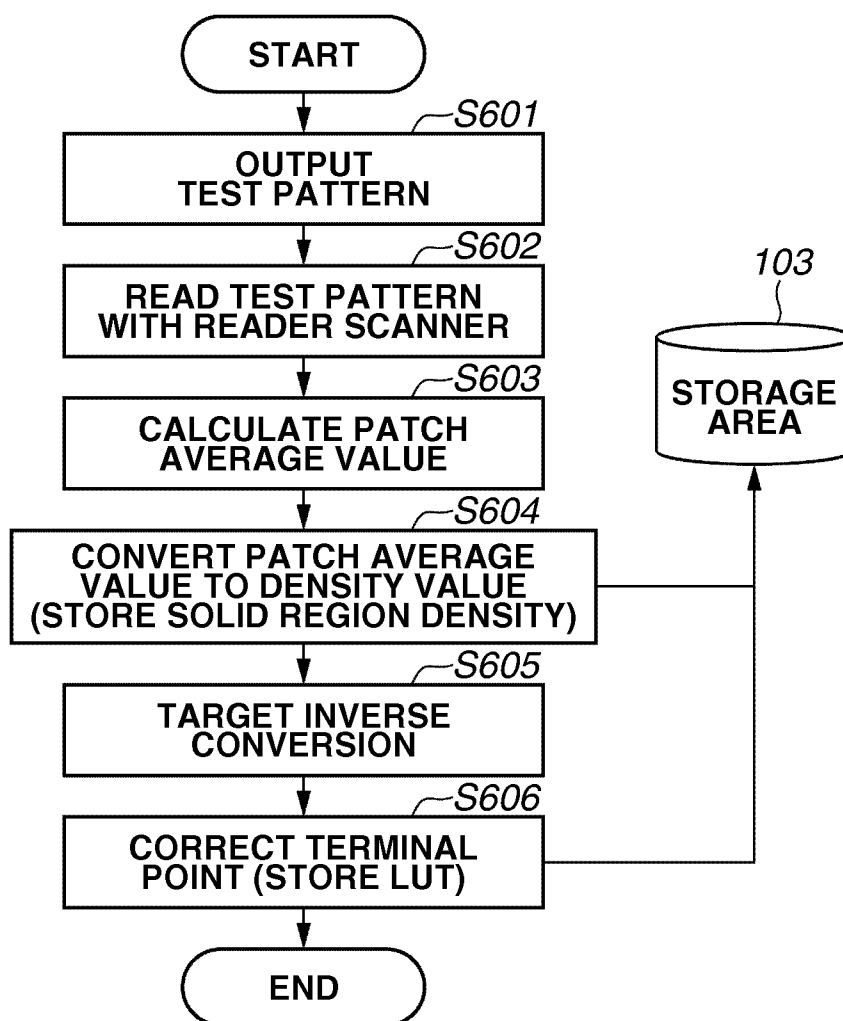 START
S601
OUTPUT
TEST PATTERN
S602
READ TEST PATTERN
WITH READER SCANNER
103
STORAGE
AREA
S603
CALCULATE PATCH
AVERAGE VALUE
S604
CONVERT PATCH AVERAGE
VALUE TO DENSITY VALUE
(STORE SOLID REGION DENSITY)
S605
TARGET INVERSE
CONVERSION
S606
CORRECT TERMINAL
POINT (STORE LUT)
END